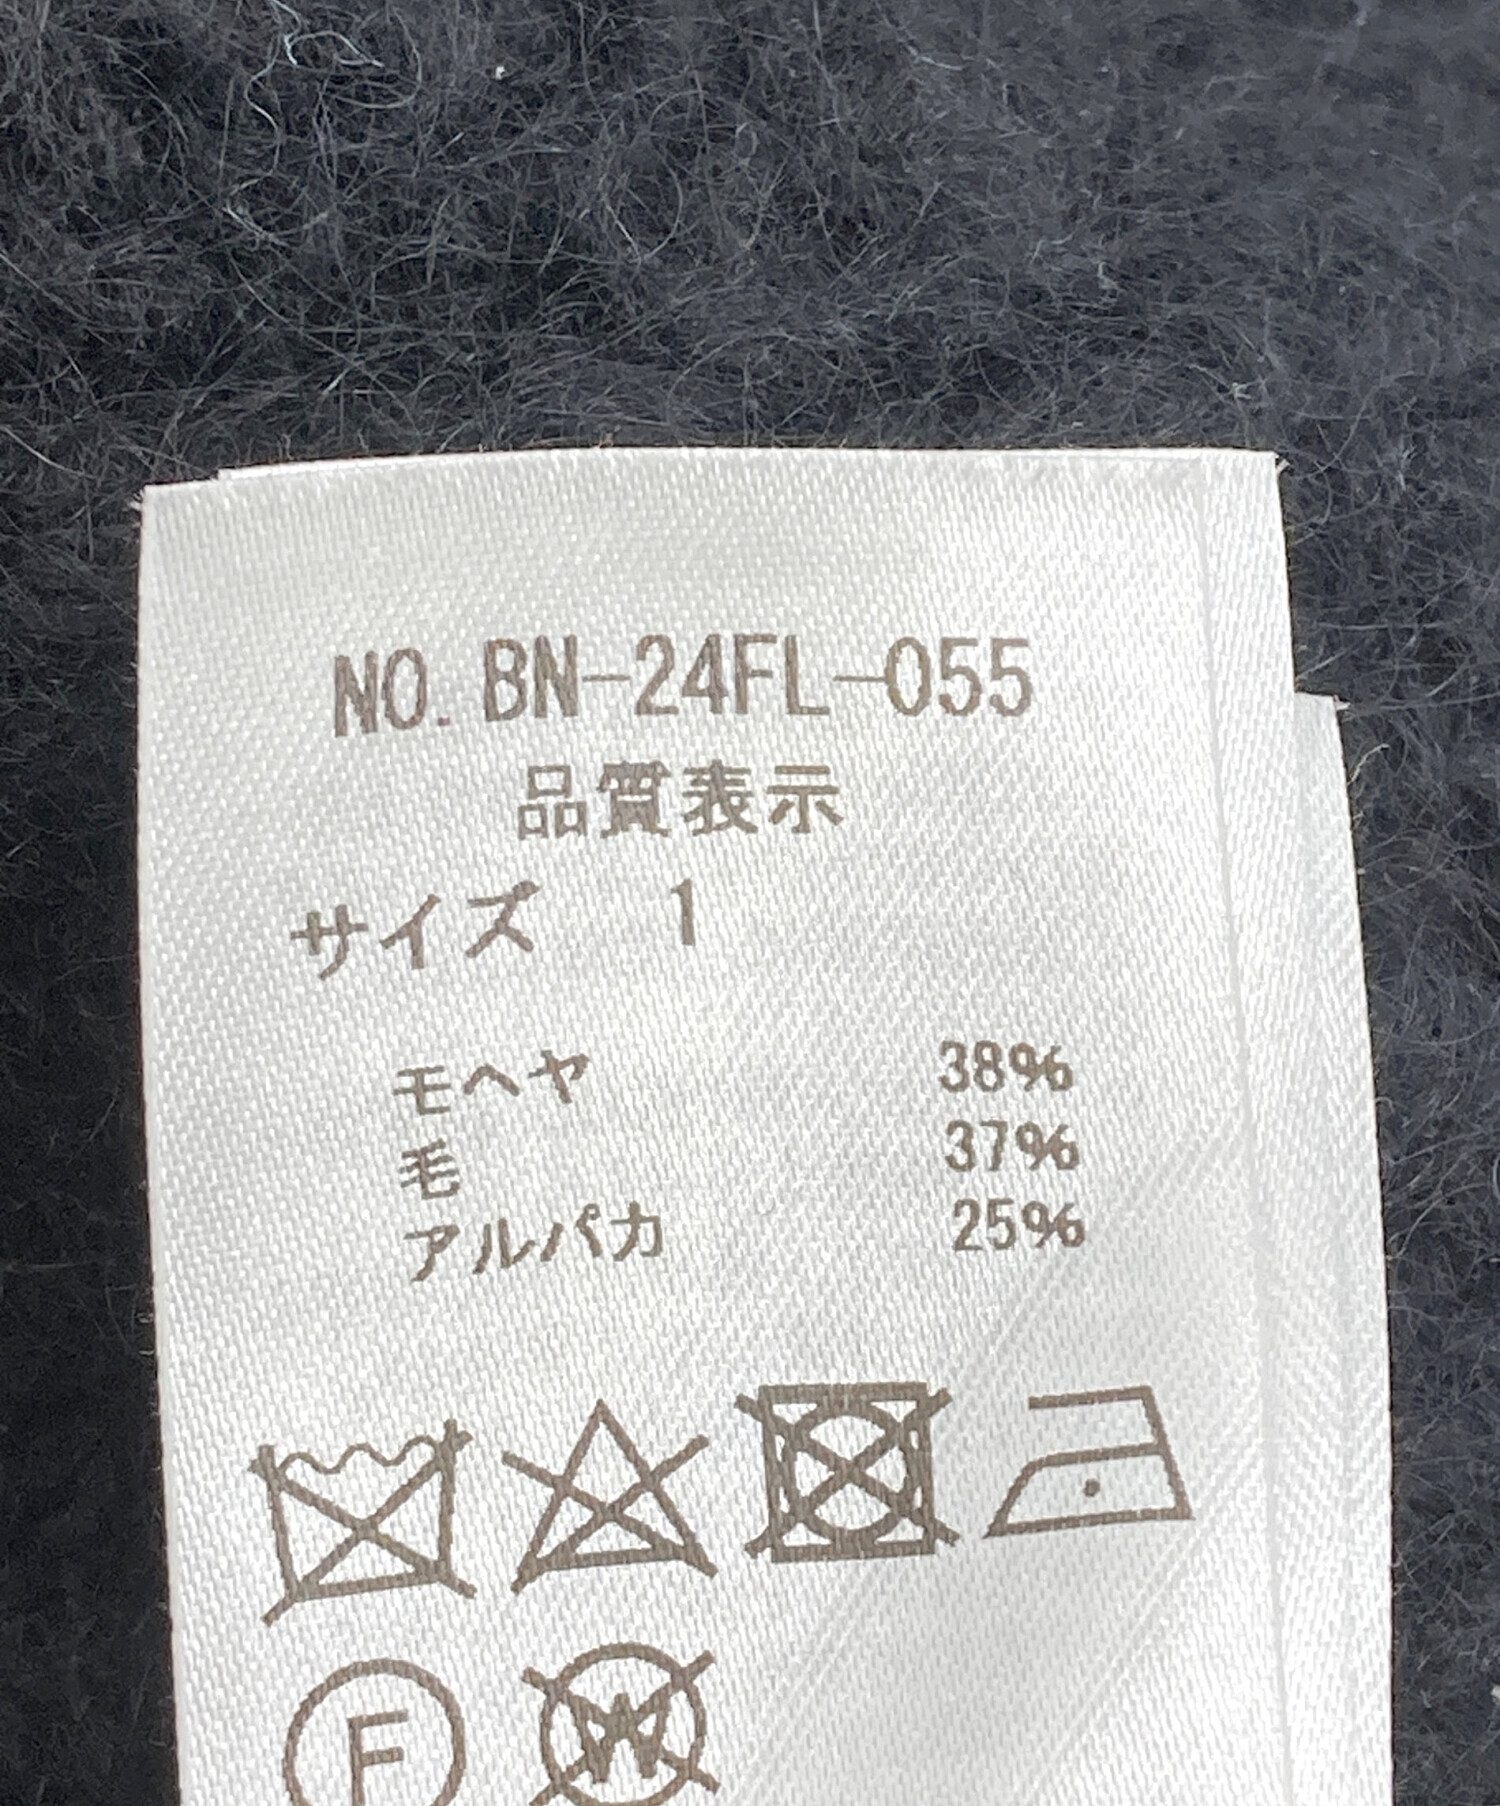 NO. BN-24FL-055
品質表示
サイズ 1
モヘヤ 38%
毛 37%
アルパカ 25%
F W